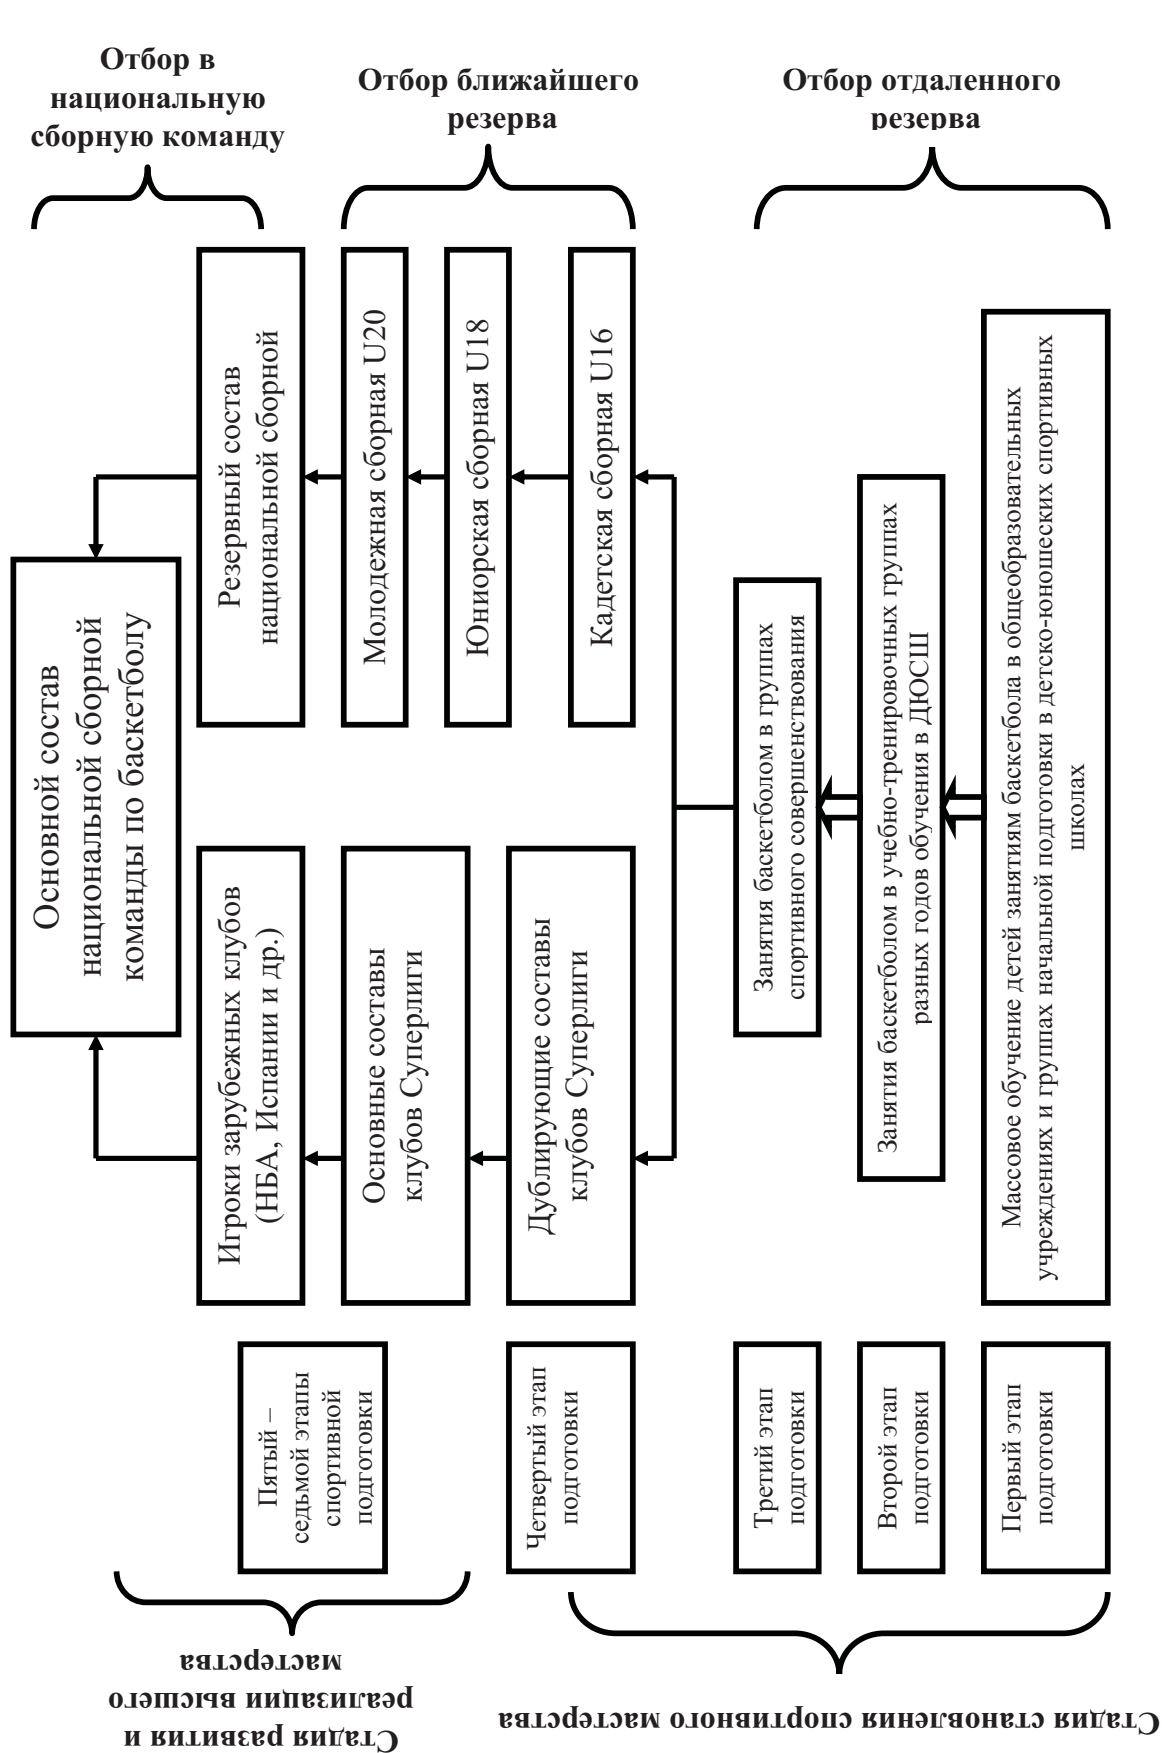 Отбор в
национальную
сборную команду
Отбор ближайшего
резерва
Отбор отдаленного
резерва
Основной состав
национальной сборной
команды по баскетболу
Игроки зарубежных клубов
(НБА, Испании и др.)
Резервный состав
национальной сборной
Основные составы
клубов Суперлиги
Молодежная сборная U20
Юниорская сборная U18
Дублирующие составы
клубов Суперлиги
Кадетская сборная U16
Занятия баскетболом в группах
спортивного совершенствования
Занятия баскетболом в учебно-тренировочных группах
разных годов обучения в ДЮСШ
Массовое обучение детей занятиям баскетбола в общеобразовательных
учреждениях и группах начальной подготовки в детско-юношеских спортивных
школах
Пятый –
седьмой этапы
спортивной
подготовки
Четвертый этап
подготовки
Третий этап
подготовки
Второй этап
подготовки
Первый этап
подготовки
Стадия развития и
реализации высшего
мастерства
Стадия становления спортивного мастерства